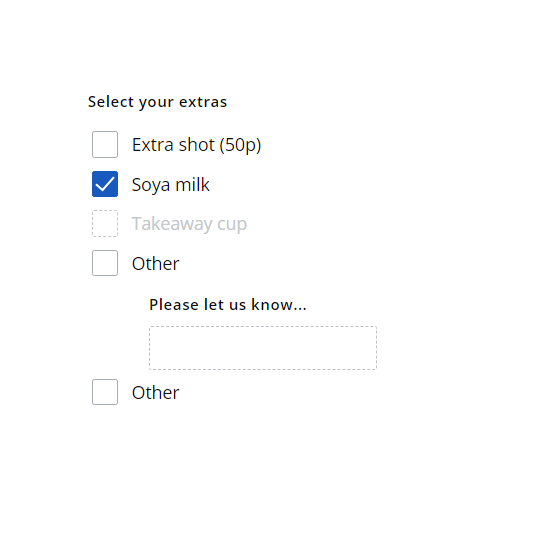 Select your extras
Extra shot (50p)
Soya milk
Takeaway cup
Other
Please let us know...
Other